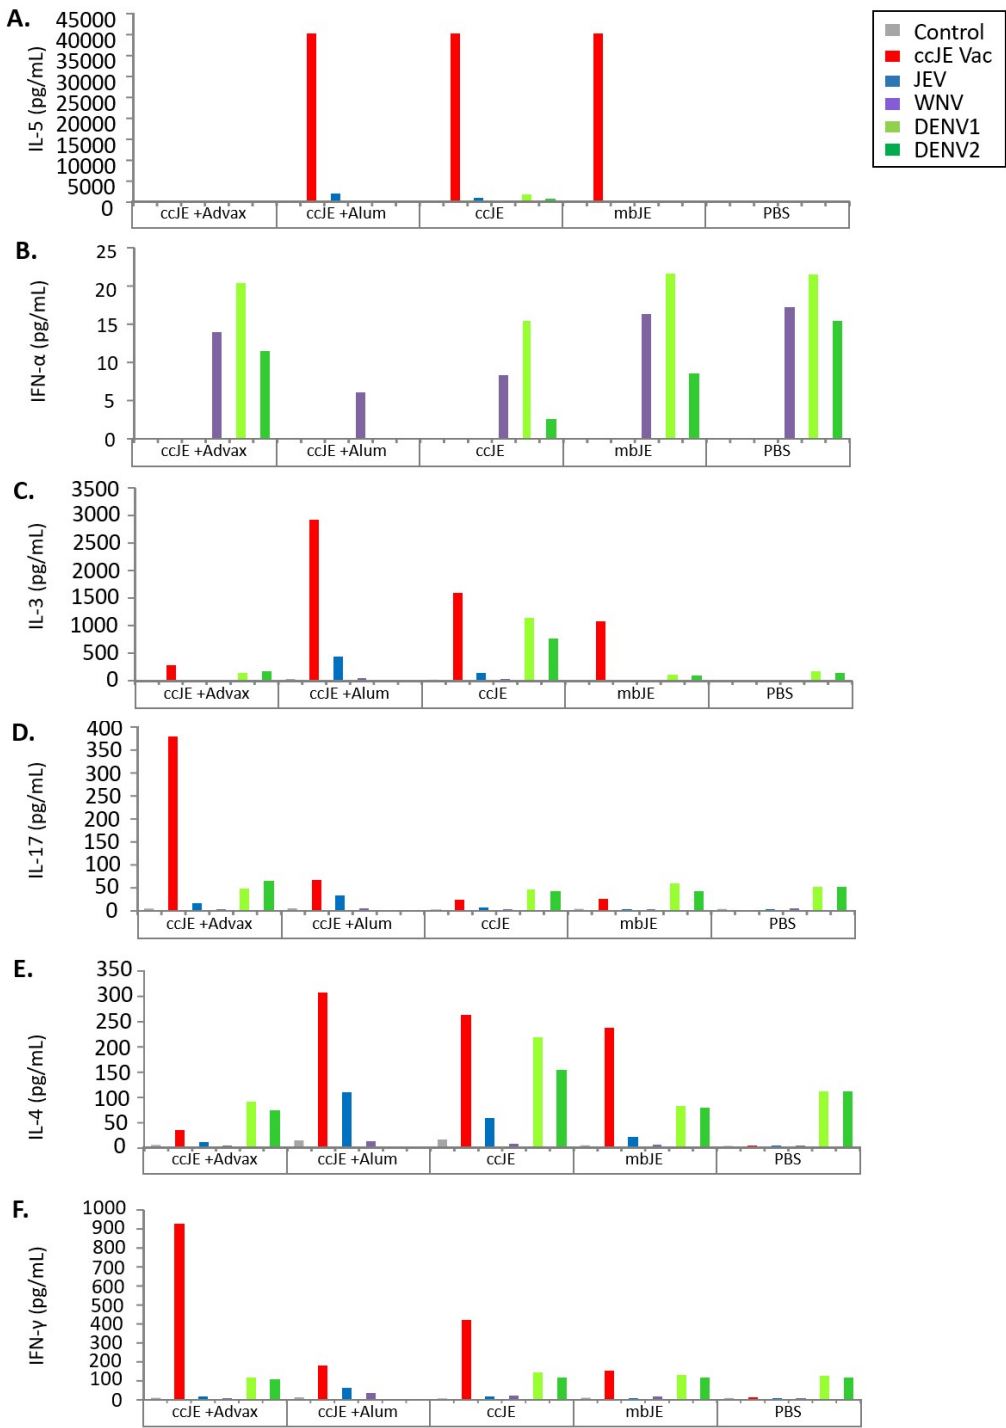 A.
IL-5 (pg/mL)
45000
40000
35000
30000
25000
20000
15000
10000
5000
0
ccJE +Advax
ccJE +Alum
ccJE
mbJE
PBS
Control
ccJE Vac
JEV
WNV
DENV1
DENV2
B.
IFN-α (pg/mL)
25
20
15
10
5
0
ccJE +Advax
ccJE +Alum
ccJE
mbJE
PBS
C.
IL-3 (pg/mL)
3500
3000
2500
2000
1500
1000
500
0
ccJE +Advax
ccJE +Alum
ccJE
mbJE
PBS
D.
IL-17 (pg/mL)
400
350
300
250
200
150
100
50
0
ccJE +Advax
ccJE +Alum
ccJE
mbJE
PBS
E.
IL-4 (pg/mL)
350
300
250
200
150
100
50
0
ccJE +Advax
ccJE +Alum
ccJE
mbJE
PBS
F.
IFN-γ (pg/mL)
1000
900
800
700
600
500
400
300
200
100
0
ccJE +Advax
ccJE +Alum
ccJE
mbJE
PBS